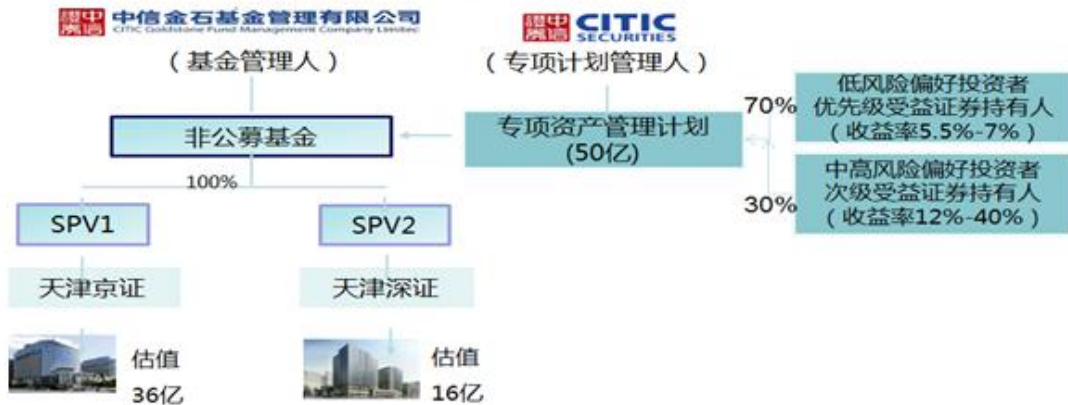 中信金石基金管理有限公司
CITIC Goldstone Fund Management Company Limited
（基金管理人）
中信證券
CITIC
SECURITIES
（专项计划管理人）
非公募基金
专项资产管理计划
(50亿)
70%
低风险偏好投资者
优先级受益证券持有人
（收益率5.5%-7%）
30%
中高风险偏好投资者
次级受益证券持有人
（收益率12%-40%）
100%
SPV1
SPV2
天津京证
天津深证
估值
36亿
估值
16亿